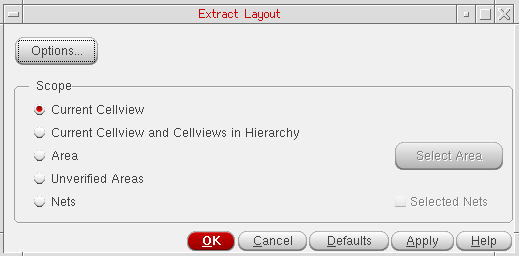 Extract Layout
Options...
Scope
Current Cellview
Current Cellview and Cellviews in Hierarchy
Area
Select Area
Unverified Areas
Nets
Selected Nets
OK Cancel Defaults Apply Help